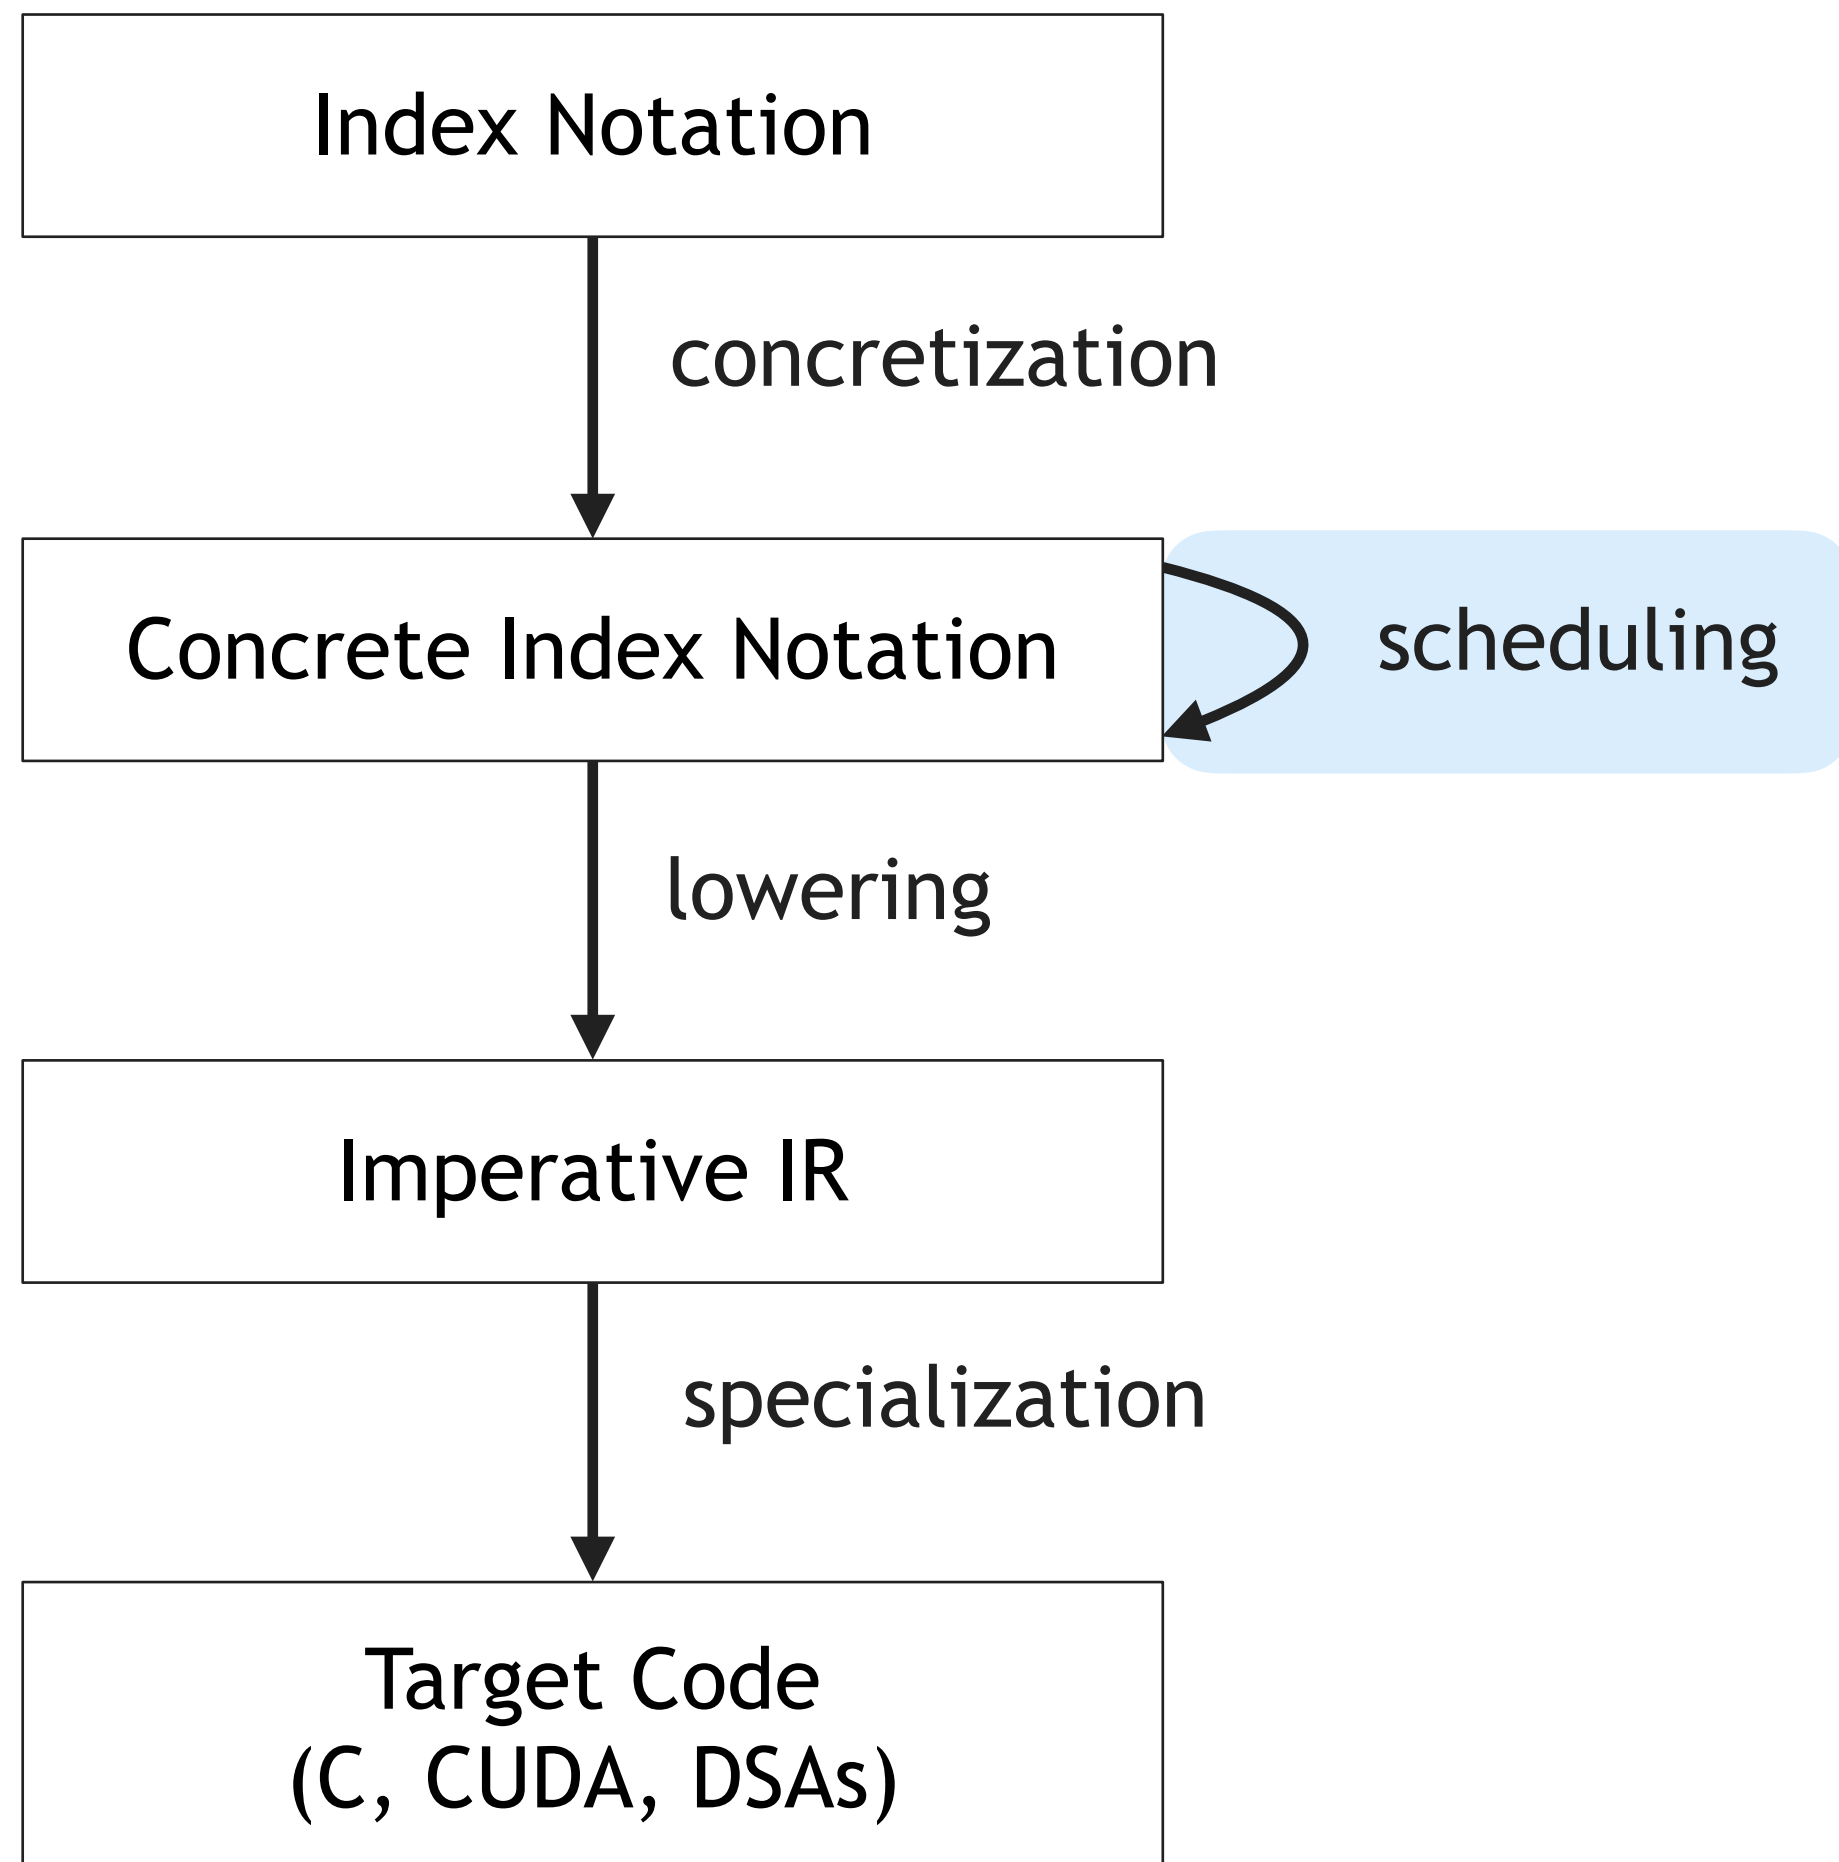 Index Notation
concretization
Concrete Index Notation
scheduling
lowering
Imperative IR
specialization
Target Code
(C, CUDA, DSAs)